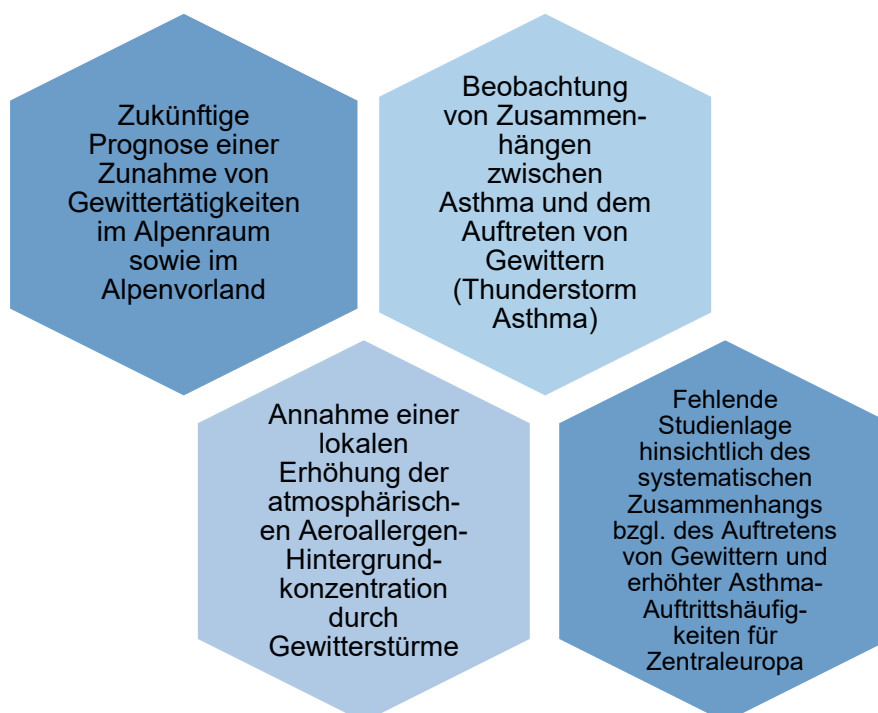 Zukünftige
Prognose einer
Zunahme von
Gewittertätigkeiten
im Alpenraum
sowie im
Alpenvorland
Beobachtung
von Zusammen-
hängen
zwischen
Asthma und dem
Auftreten von
Gewittern
(Thunderstorm
Asthma)
Annahme einer
lokalen
Erhöhung der
atmosphärisch-
en Aeroallergen-
Hintergrund-
konzentration
durch
Gewitterstürme
Fehlende
Studienlage
hinsichtlich des
systematischen
Zusammenhangs
bzgl. des Auftretens
von Gewittern und
erhöhter Asthma-
Auftrittshäufig-
keiten für
Zentraleuropa